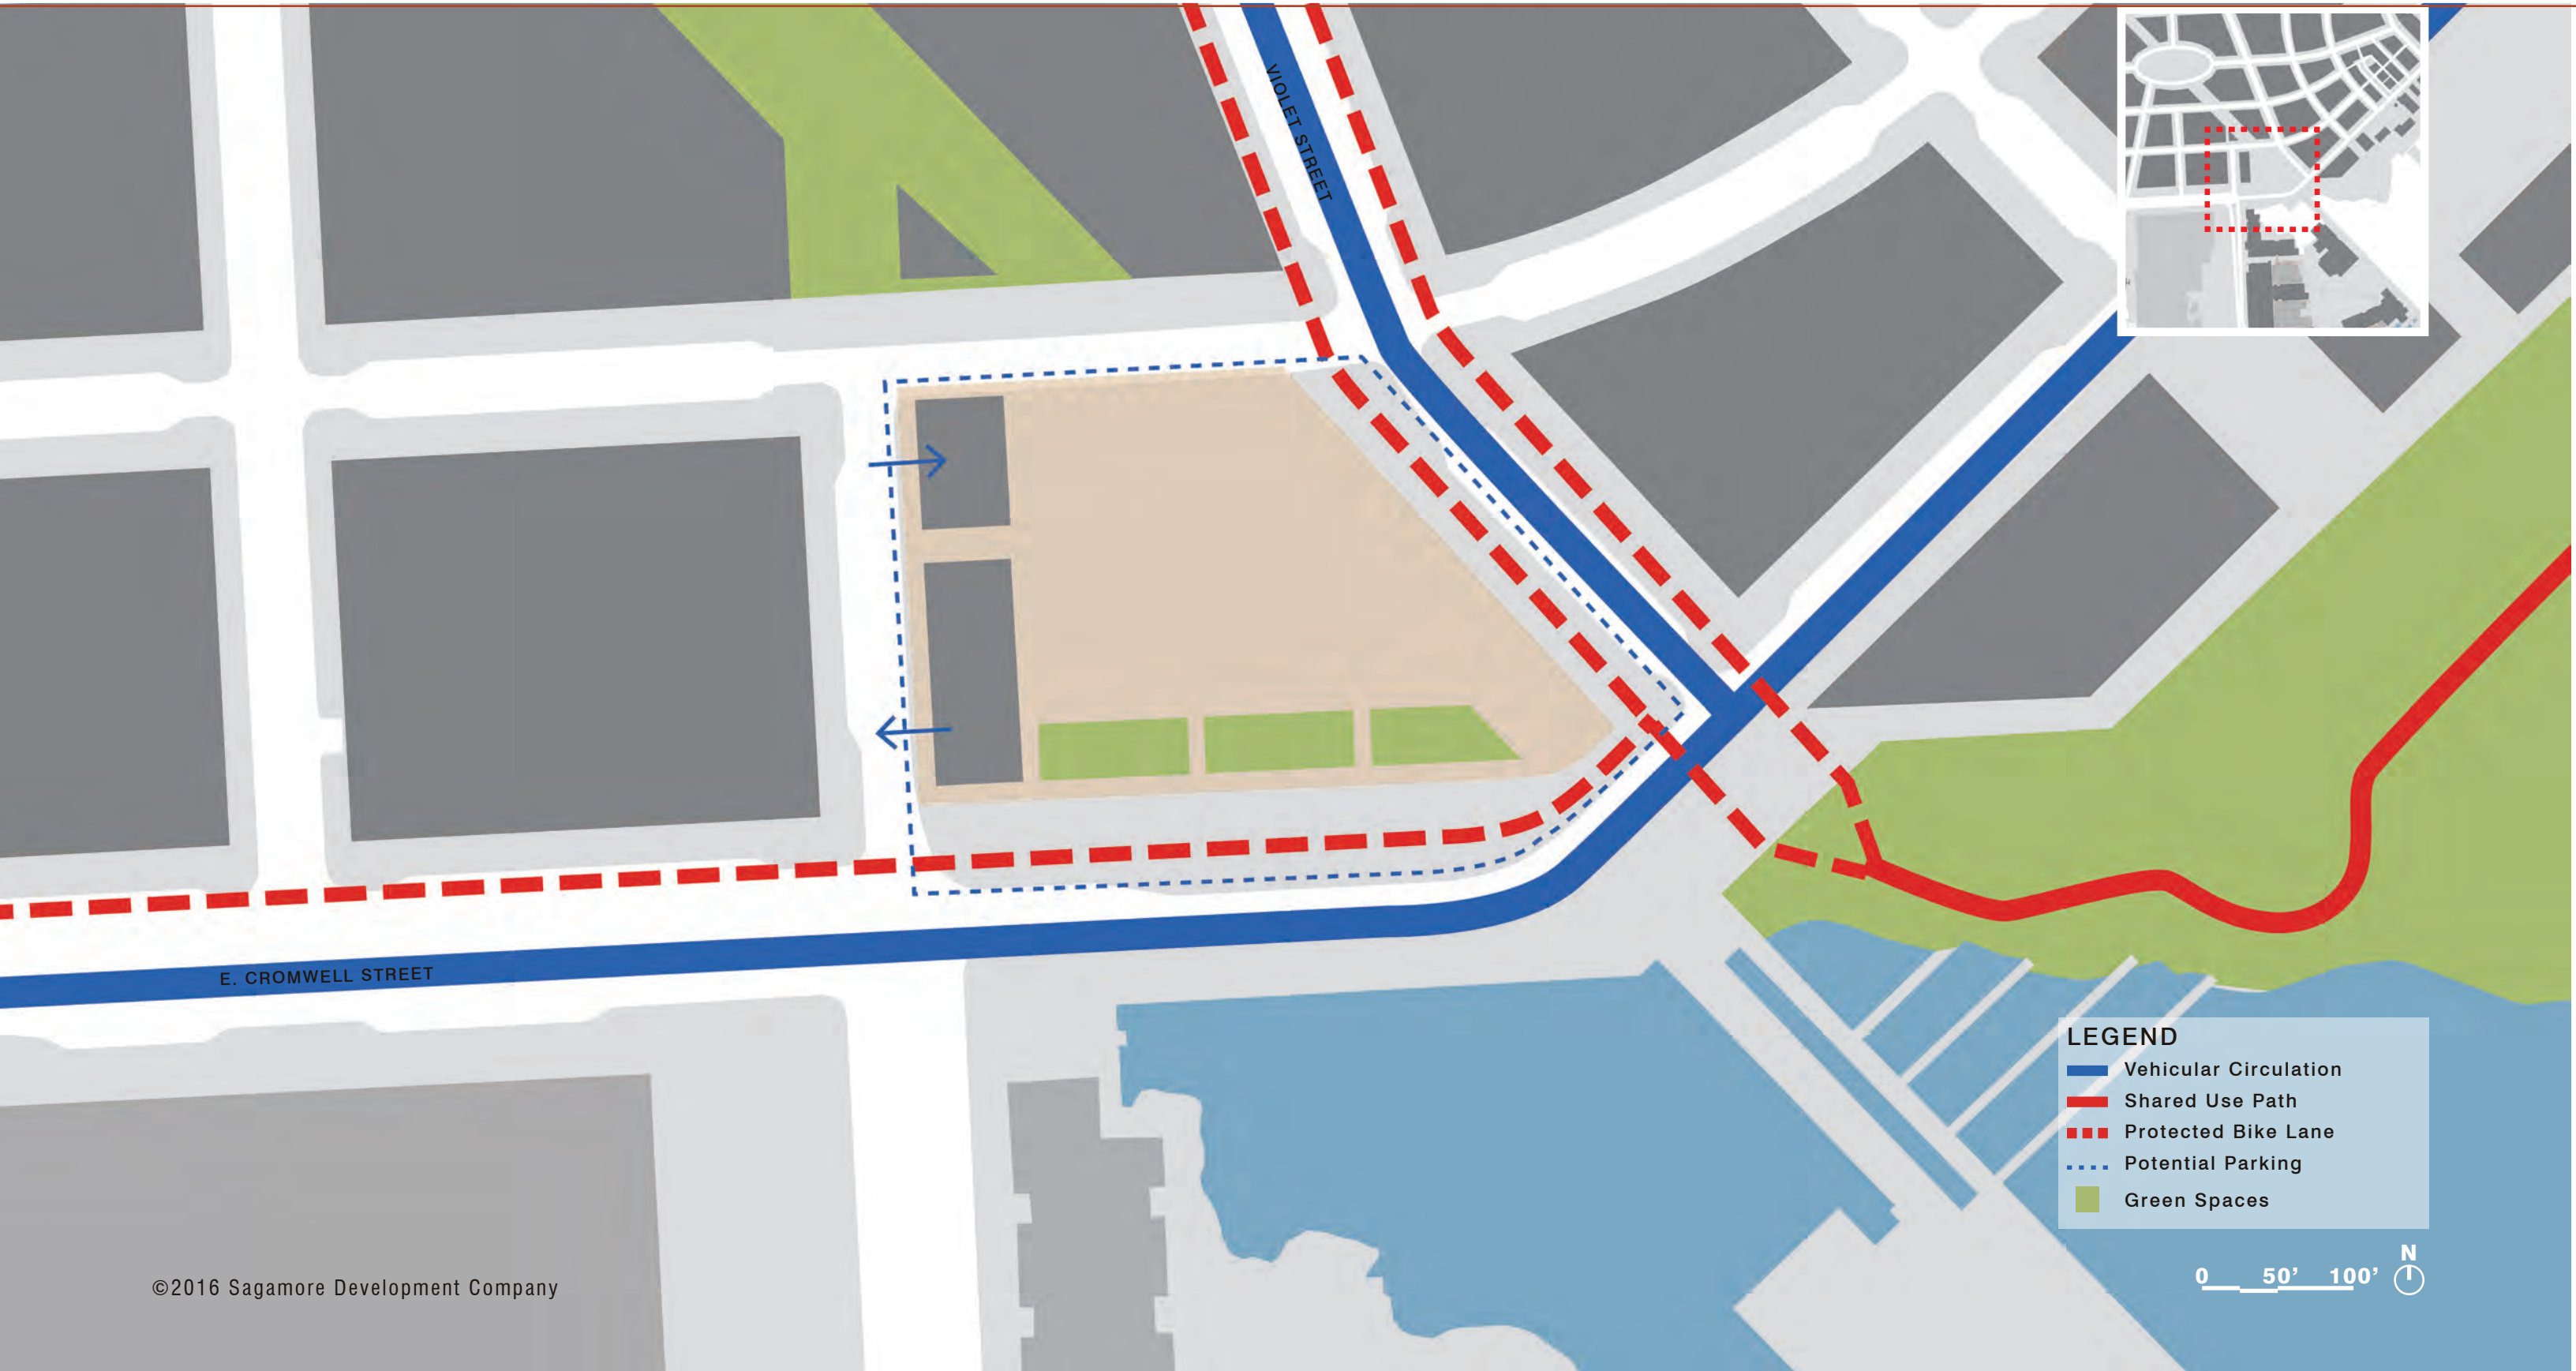 VIOLET STREET
E. CROMWELL STREET
LEGEND
Vehicular Circulation
Shared Use Path
Protected Bike Lane
Potential Parking
Green Spaces
N
0 50' 100'
©2016 Sagamore Development Company